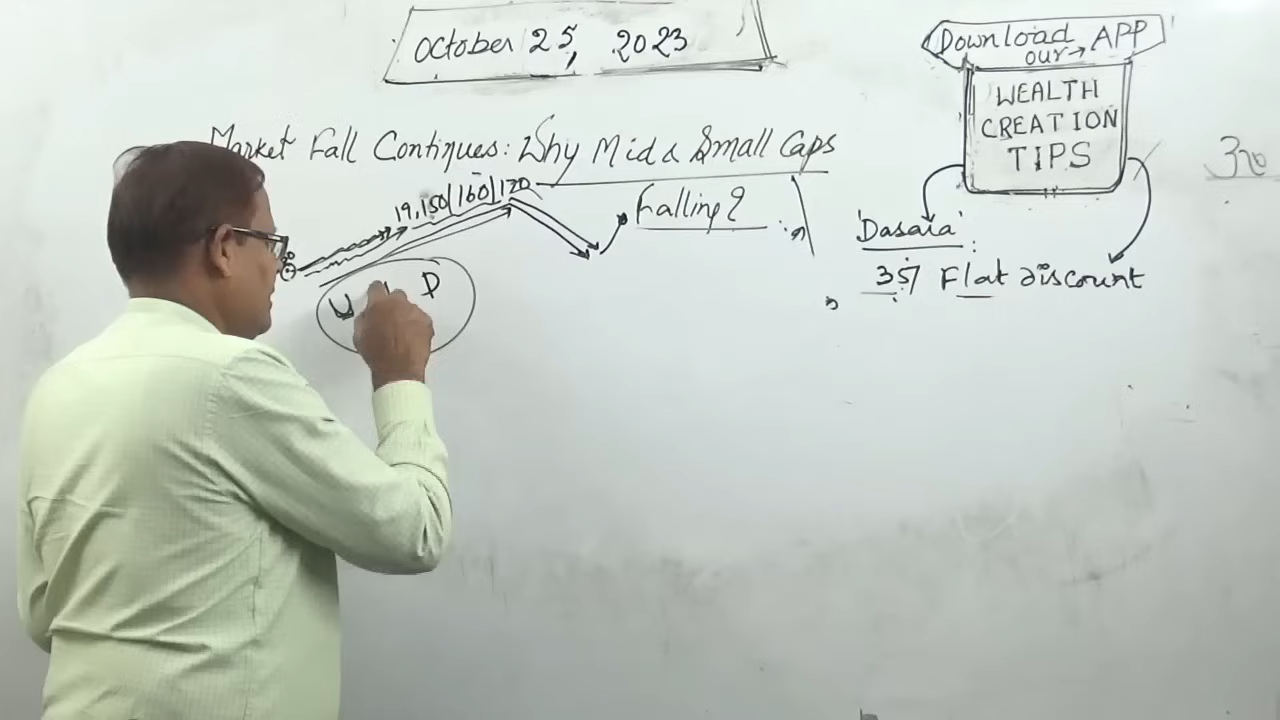 October 25, 2023
Download
our → APP
WEALTH
CREATION
TIPS
Market Fall Continues: Why Mid & Small Caps
Falling?
19,150/160/170
'Dasara':
35% Flat discount
U D